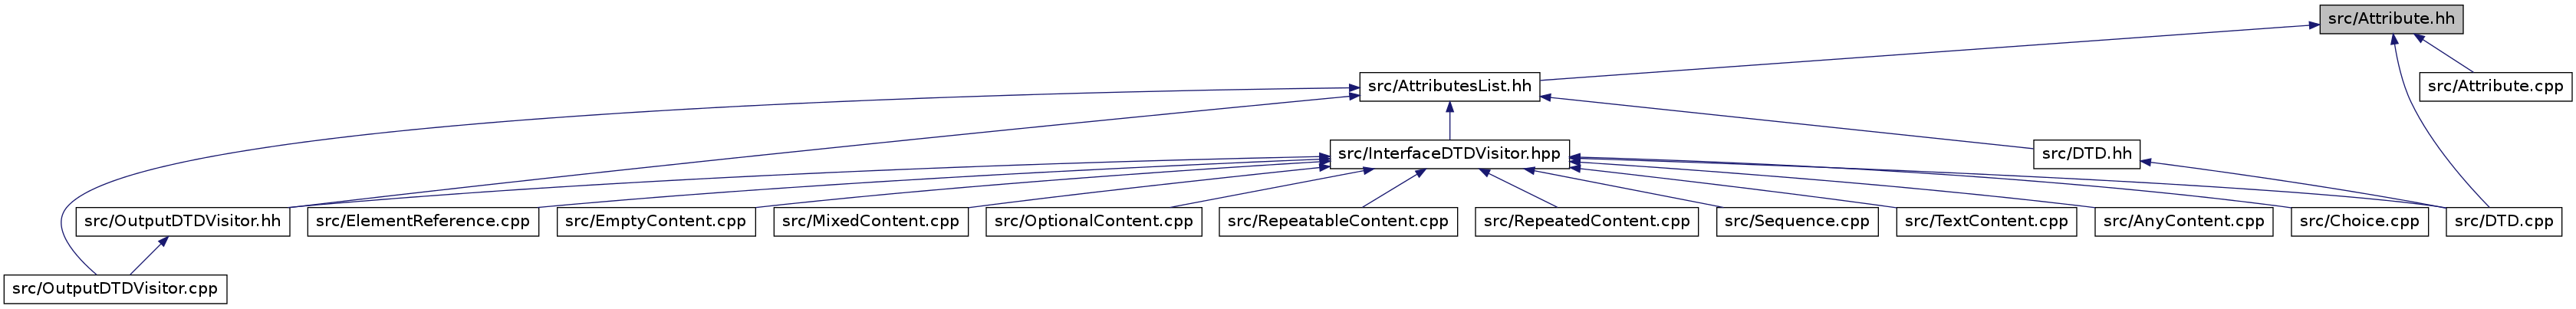 src/Attribute.hh
src/AttributesList.hh
src/Attribute.cpp
src/InterfaceDTDVisitor.hpp
src/DTD.hh
src/OutputDTDVisitor.hh
src/ElementReference.cpp
src/EmptyContent.cpp
src/MixedContent.cpp
src/OptionalContent.cpp
src/RepeatableContent.cpp
src/RepeatedContent.cpp
src/Sequence.cpp
src/TextContent.cpp
src/AnyContent.cpp
src/Choice.cpp
src/DTD.cpp
src/OutputDTDVisitor.cpp